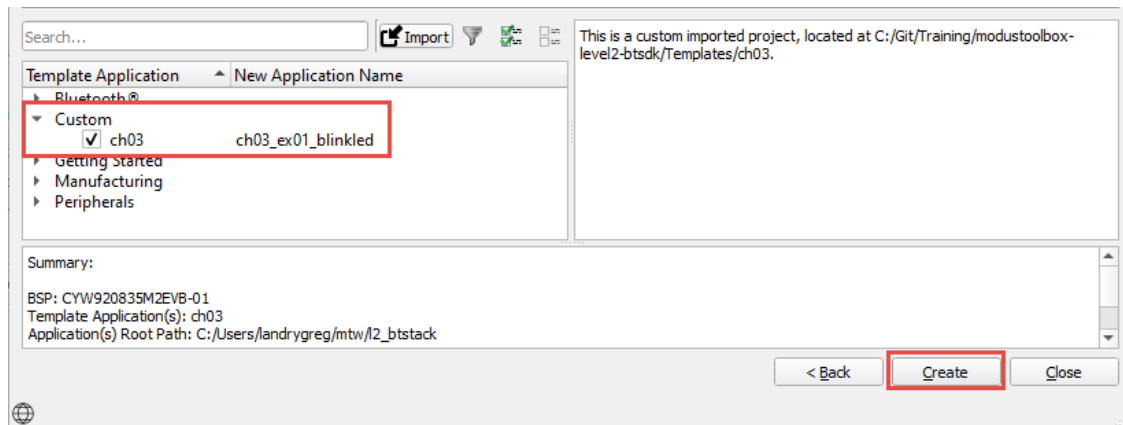 Search...
Import
This is a custom imported project, located at C:/Git/Training/modustoolbox-
level2-btsdk/Templates/ch03.
Template Application New Application Name
Bluetooth®
Custom
ch03 ch03_ex01_blinkled
Getting Started
Manufacturing
Peripherals
Summary:
BSP: CYW920835M2EVB-01
Template Application(s): ch03
Application(s) Root Path: C:/Users/landrygreg/mtw/l2_btstack
< Back Create Close